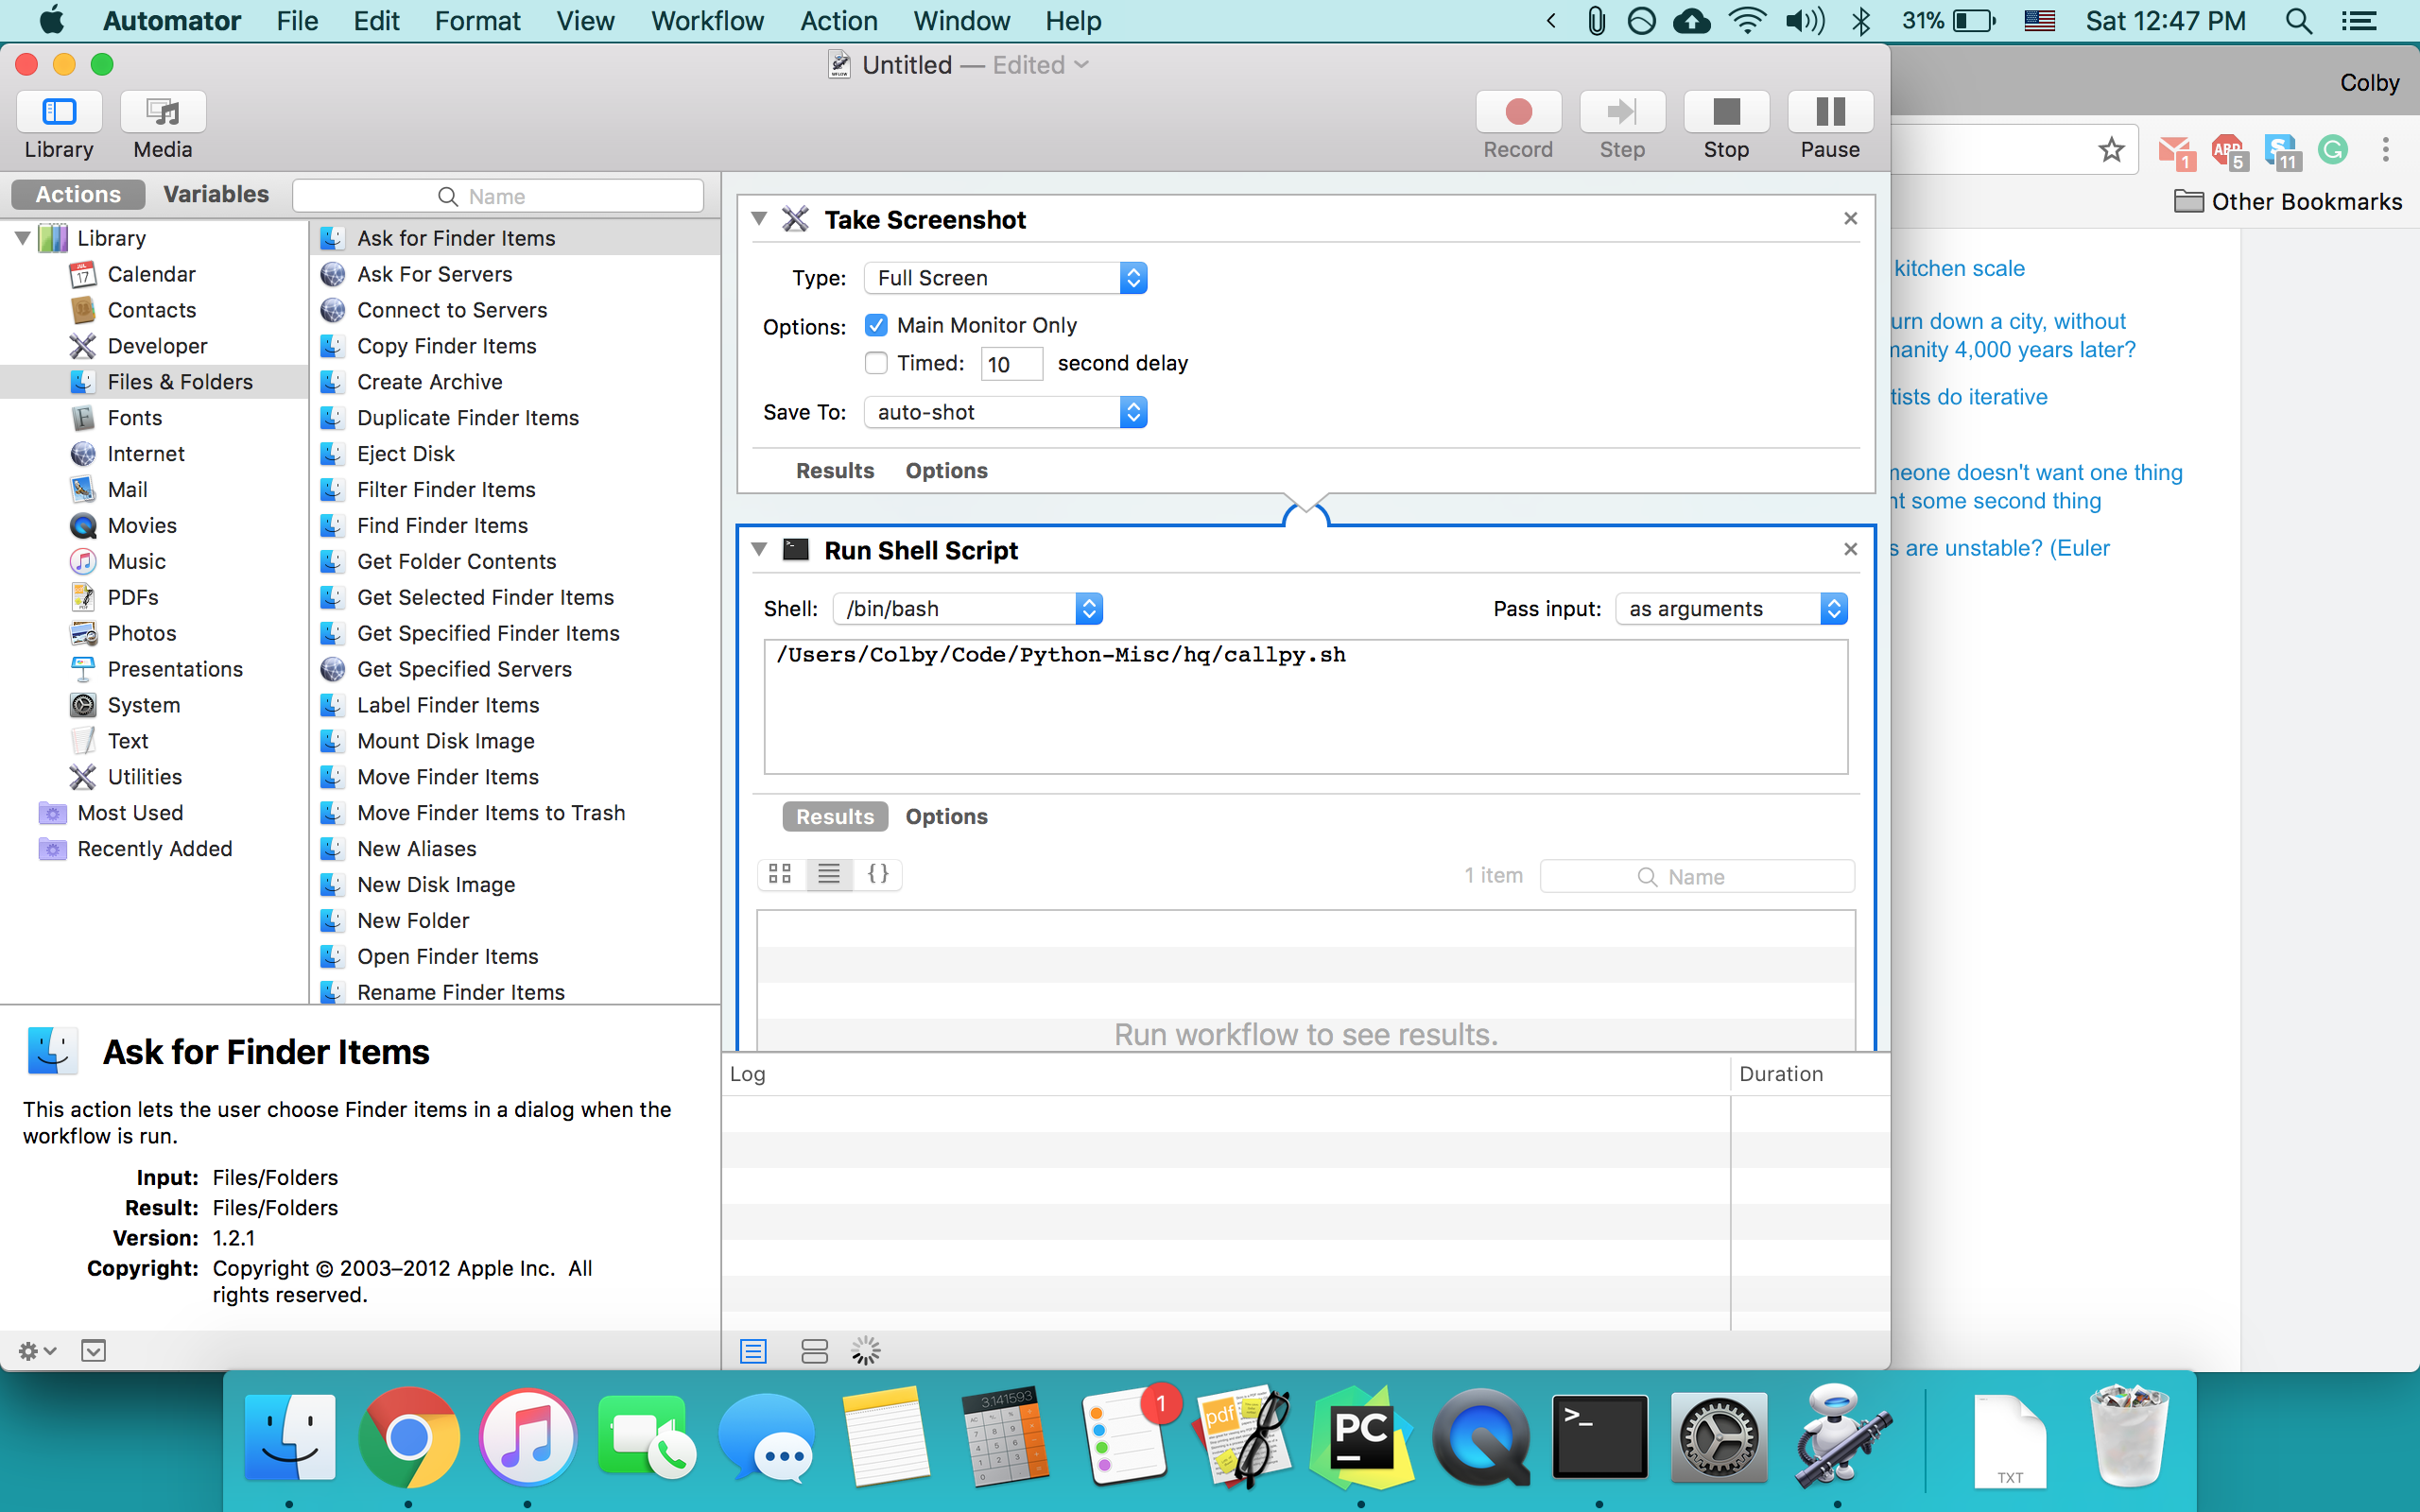 Automator File Edit Format View Workflow Action Window Help 31% Sat 12:47 PM
Untitled — Edited
Colby
Library Media
Record Step Stop Pause
1 ABP 5 S 11 G
Other Bookmarks
Actions Variables Name
Library
Calendar
Contacts
Developer
Files & Folders
Fonts
Internet
Mail
Movies
Music
PDFs
Photos
Presentations
System
Text
Utilities
Most Used
Recently Added
Ask for Finder Items
Ask For Servers
Connect to Servers
Copy Finder Items
Create Archive
Duplicate Finder Items
Eject Disk
Filter Finder Items
Find Finder Items
Get Folder Contents
Get Selected Finder Items
Get Specified Finder Items
Get Specified Servers
Label Finder Items
Mount Disk Image
Move Finder Items
Move Finder Items to Trash
New Aliases
New Disk Image
New Folder
Open Finder Items
Rename Finder Items
Ask for Finder Items
This action lets the user choose Finder items in a dialog when the
workflow is run.
Input: Files/Folders
Result: Files/Folders
Version: 1.2.1
Copyright: Copyright © 2003–2012 Apple Inc. All
rights reserved.
Take Screenshot
Type: Full Screen
Options: Main Monitor Only
Timed: 10 second delay
Save To: auto-shot
Results Options
Run Shell Script
Shell: /bin/bash Pass input: as arguments
/Users/Colby/Code/Python-Misc/hq/callpy.sh
Results Options
1 item Name
Run workflow to see results.
Log Duration
kitchen scale
urn down a city, without
manity 4,000 years later?
tists do iterative
neone doesn't want one thing
nt some second thing
s are unstable? (Euler
3.141593
1
pdf
PC
>_
TXT